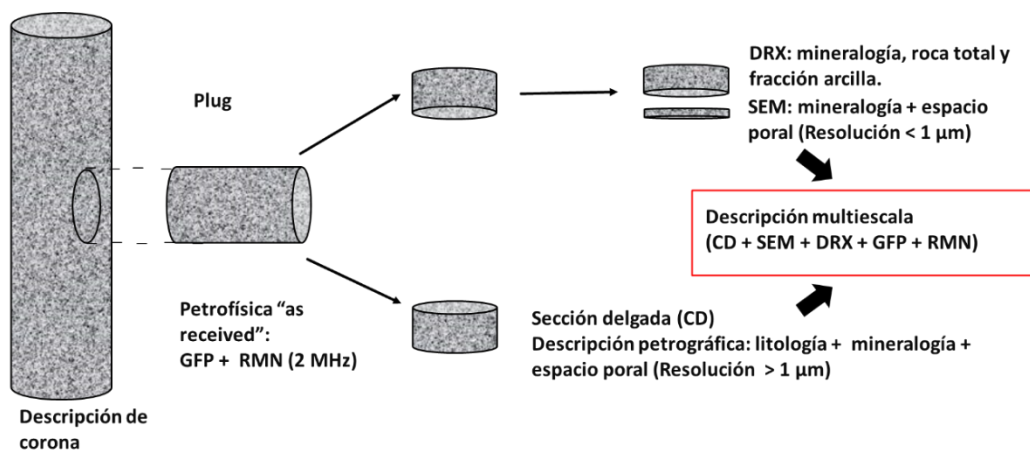 Plug
DRX: mineralogía, roca total y
fracción arcilla.
SEM: mineralogía + espacio
poral (Resolución < 1 µm)
Descripción multiescala
(CD + SEM + DRX + GFP + RMN)
Petrofísica “as
received”:
GFP + RMN (2 MHz)
Sección delgada (CD)
Descripción petrográfica: litología + mineralogía +
espacio poral (Resolución > 1 µm)
Descripción de
corona